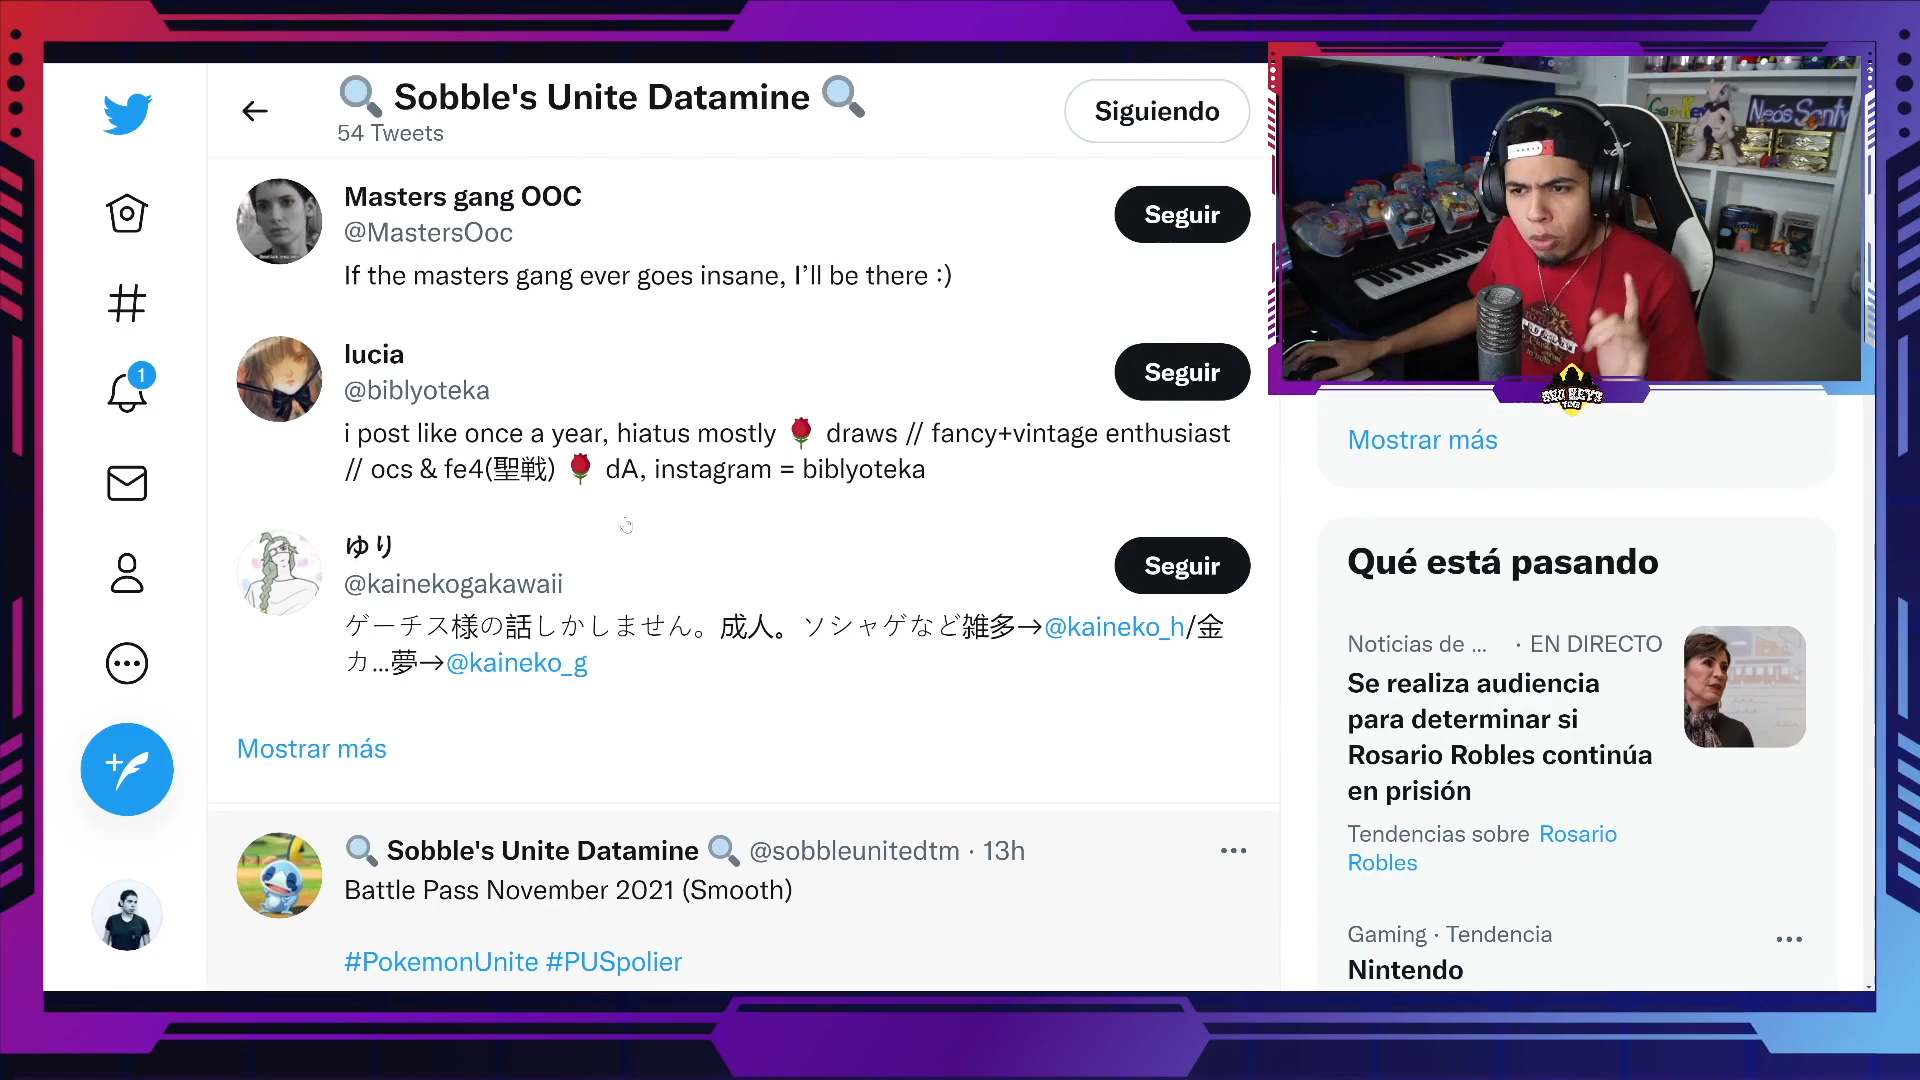 Sobble's Unite Datamine
54 Tweets
Siguiendo
Masters gang OOC
@MastersOoc
Seguir
If the masters gang ever goes insane, I’ll be there :)
lucia
@biblyoteka
Seguir
i post like once a year, hiatus mostly 🌹 draws // fancy+vintage enthusiast
// ocs & fe4(聖戦) 🌹 dA, instagram = biblyoteka
ゆり
@kainekogakawaii
Seguir
ゲーチス様の話しかしません。成人。ソシャゲなど雑多→@kaineko_h/金
カ...夢→@kaineko_g
Mostrar más
Sobble's Unite Datamine @sobbleunitedtm · 13h
Battle Pass November 2021 (Smooth)
#PokemonUnite #PUSpolier
1
Neós Santy
Mostrar más
Qué está pasando
Noticias de ... · EN DIRECTO
Se realiza audiencia
para determinar si
Rosario Robles continúa
en prisión
Tendencias sobre Rosario
Robles
Gaming · Tendencia
Nintendo